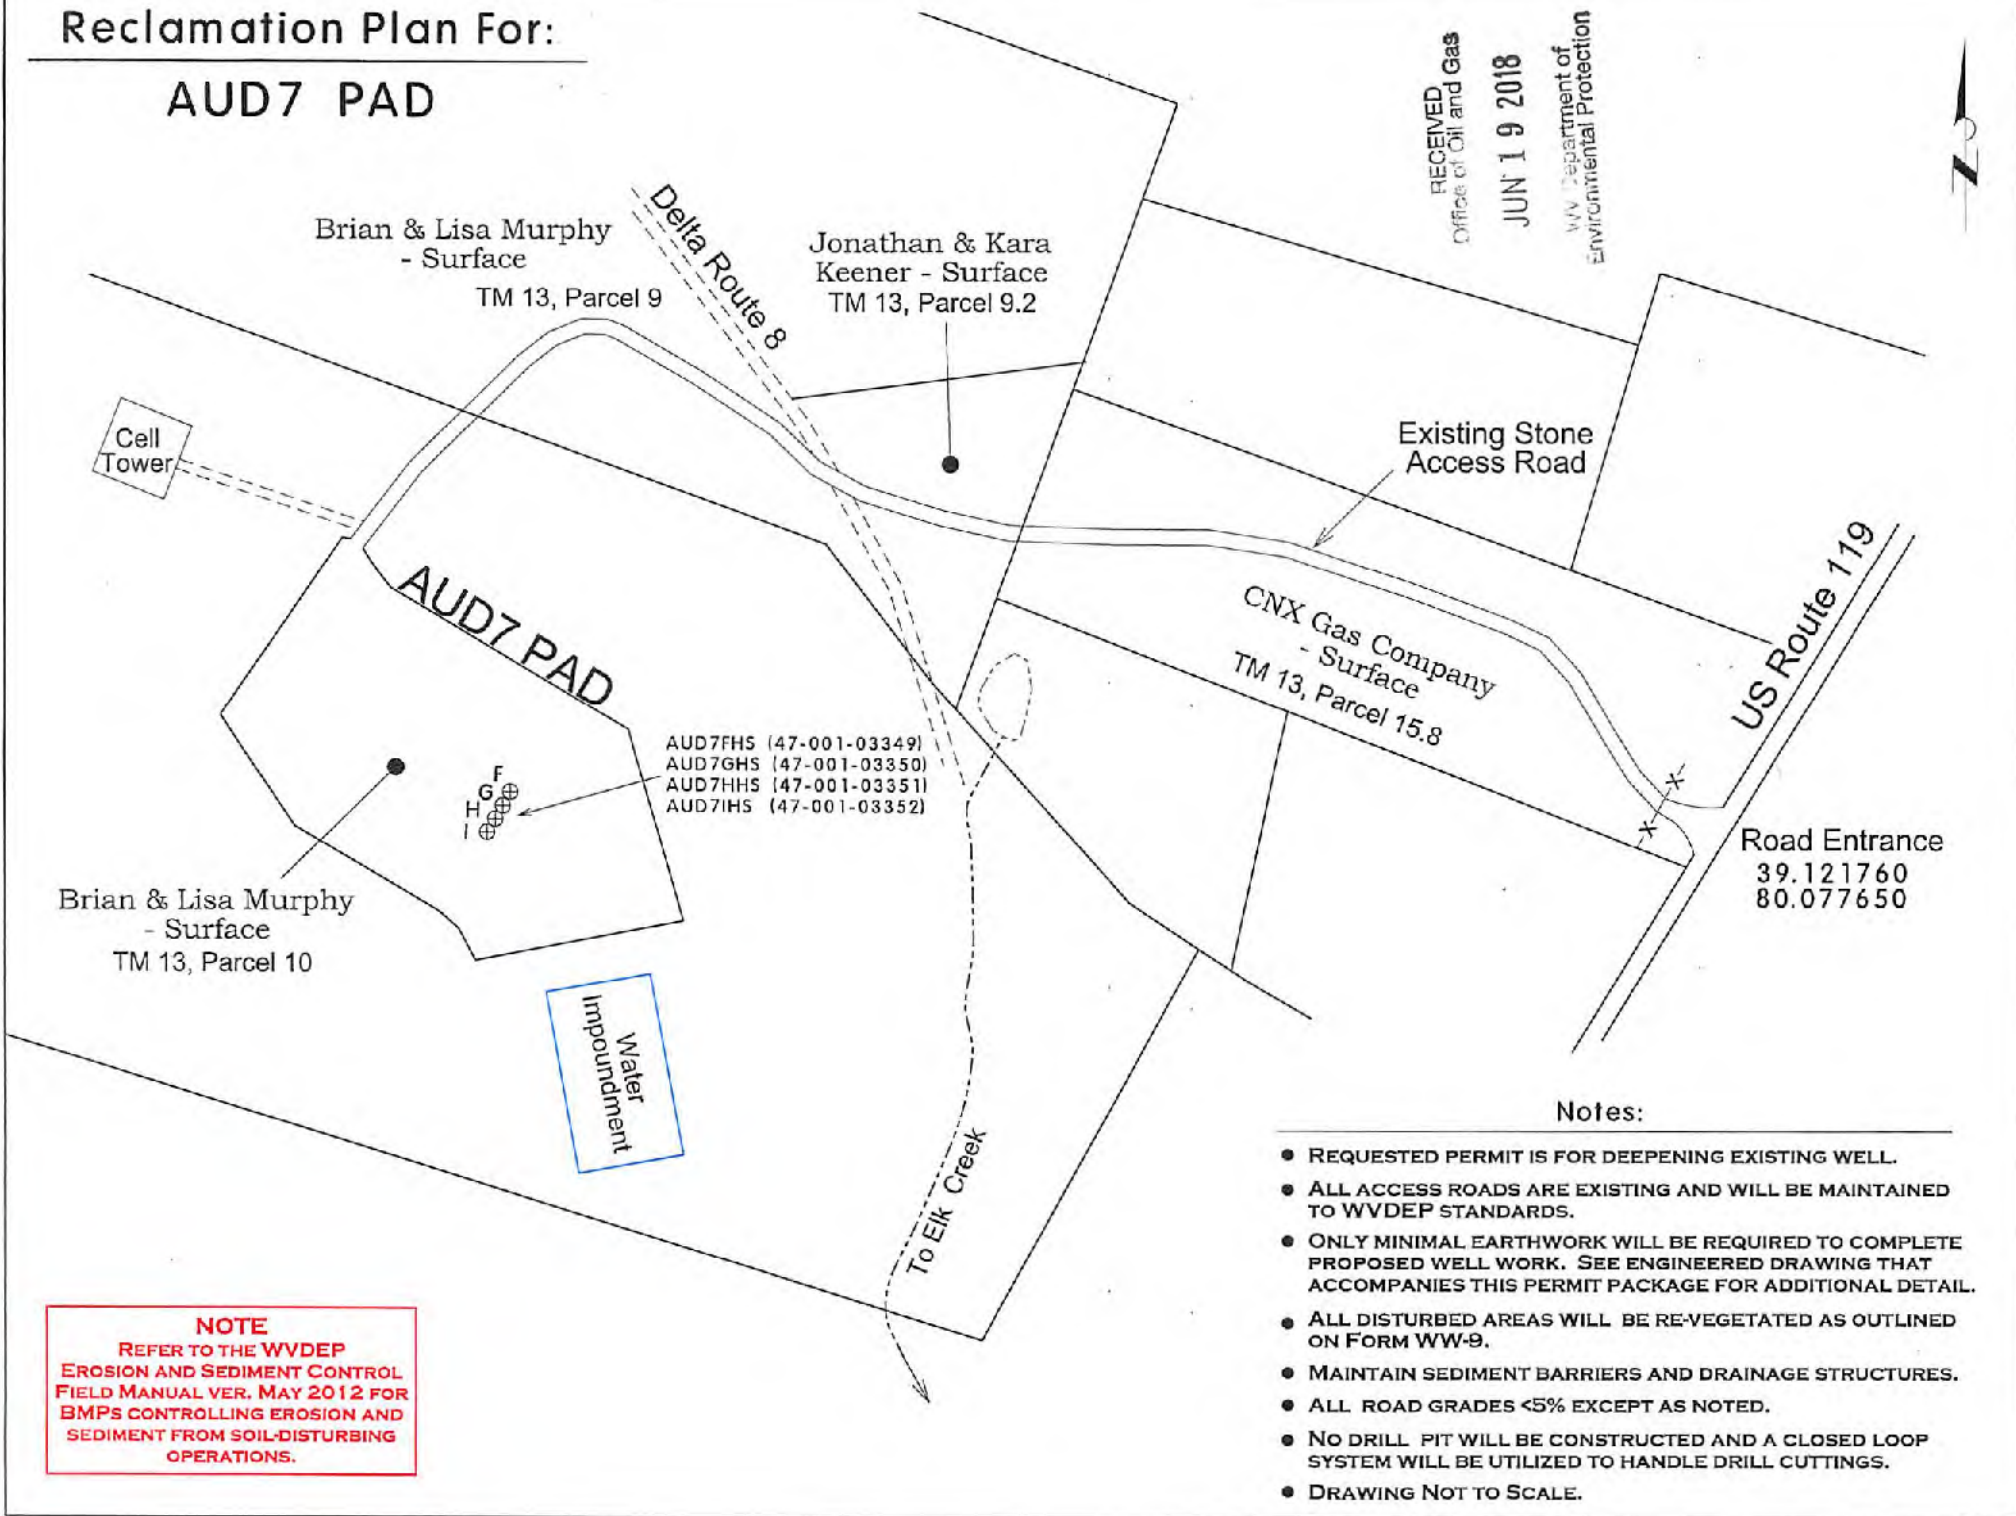 Reclamation Plan For:
AUD7 PAD
RECEIVED
Office of Oil and Gas
JUN 19 2018
WV Department of
Environmental Protection
N
Brian & Lisa Murphy
- Surface
TM 13, Parcel 9
Delta Route 8
Jonathan & Kara
Keener - Surface
TM 13, Parcel 9.2
Cell
Tower
Existing Stone
Access Road
AUD7 PAD
CNX Gas Company
- Surface
TM 13, Parcel 15.8
US Route 119
AUD7FHS (47-001-03349)
AUD7GHS (47-001-03350)
AUD7HHS (47-001-03351)
AUD7IHS (47-001-03352)
F
G
H
I
X
X
Road Entrance
39.121760
80.077650
Brian & Lisa Murphy
- Surface
TM 13, Parcel 10
Water
Impoundment
To Elk Creek
Notes:
• REQUESTED PERMIT IS FOR DEEPENING EXISTING WELL.
• ALL ACCESS ROADS ARE EXISTING AND WILL BE MAINTAINED
TO WVDEP STANDARDS.
• ONLY MINIMAL EARTHWORK WILL BE REQUIRED TO COMPLETE
PROPOSED WELL WORK. SEE ENGINEERED DRAWING THAT
ACCOMPANIES THIS PERMIT PACKAGE FOR ADDITIONAL DETAIL.
• ALL DISTURBED AREAS WILL BE RE-VEGETATED AS OUTLINED
ON FORM WW-9.
• MAINTAIN SEDIMENT BARRIERS AND DRAINAGE STRUCTURES.
• ALL ROAD GRADES <5% EXCEPT AS NOTED.
• NO DRILL PIT WILL BE CONSTRUCTED AND A CLOSED LOOP
SYSTEM WILL BE UTILIZED TO HANDLE DRILL CUTTINGS.
• DRAWING NOT TO SCALE.
NOTE
REFER TO THE WVDEP
EROSION AND SEDIMENT CONTROL
FIELD MANUAL VER. MAY 2012 FOR
BMPS CONTROLLING EROSION AND
SEDIMENT FROM SOIL-DISTURBING
OPERATIONS.